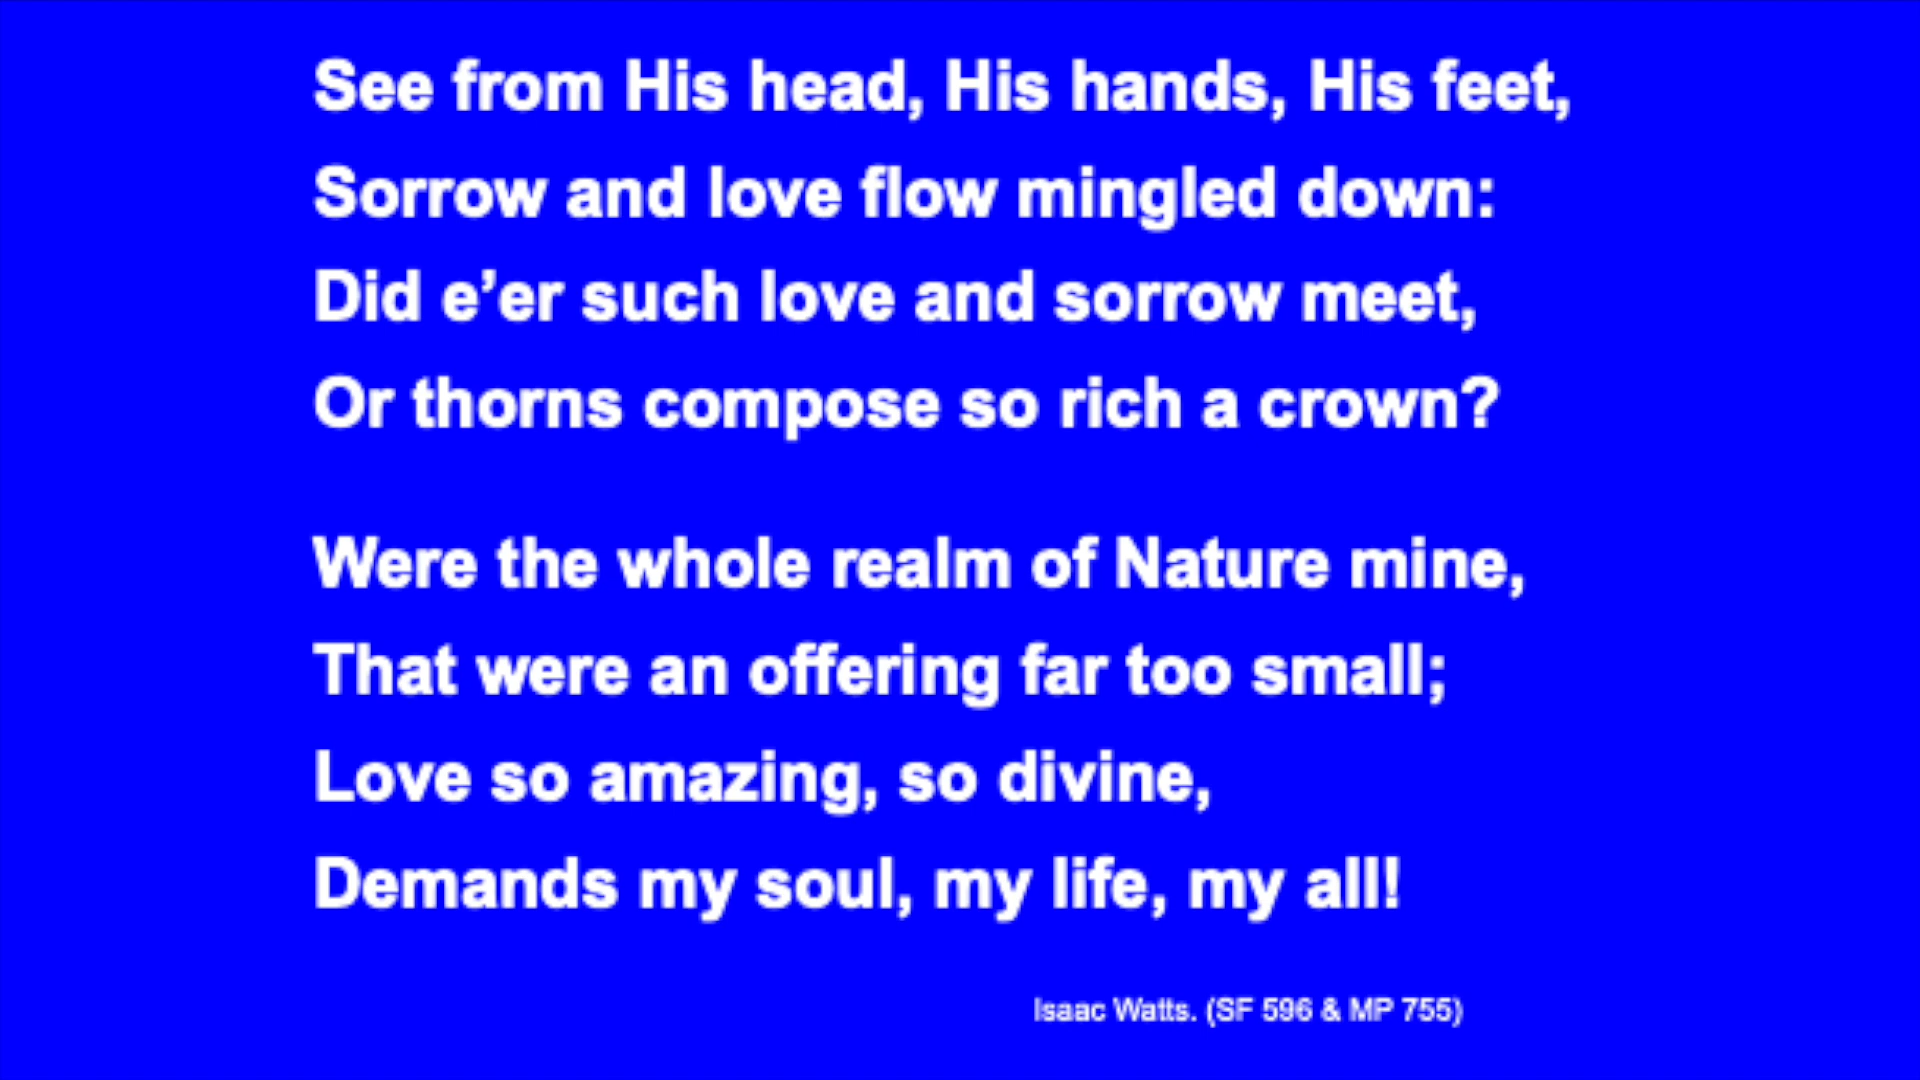 See from His head, His hands, His feet,
Sorrow and love flow mingled down:
Did e’er such love and sorrow meet,
Or thorns compose so rich a crown?
Were the whole realm of Nature mine,
That were an offering far too small;
Love so amazing, so divine,
Demands my soul, my life, my all!
Isaac Watts. (SF 596 & MP 755)